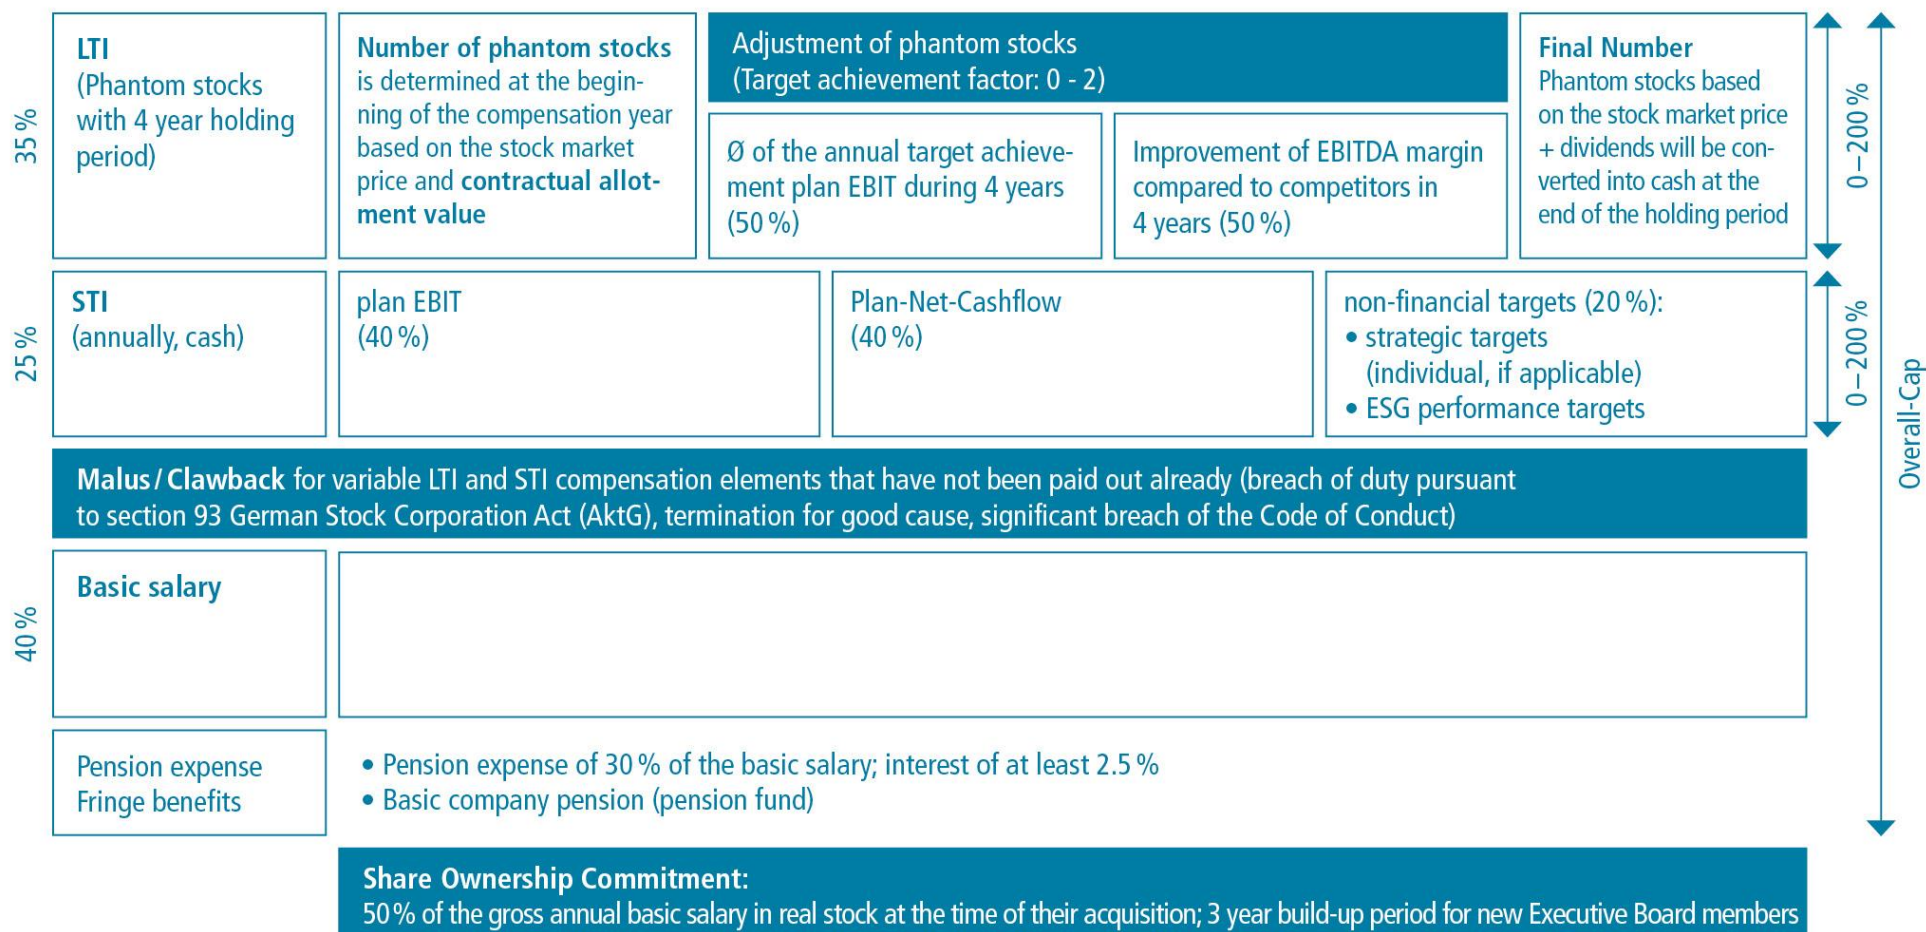 35 %
LTI
(Phantom stocks
with 4 year holding
period)
Number of phantom stocks
is determined at the begin-
ning of the compensation year
based on the stock market
price and contractual allot-
ment value
Adjustment of phantom stocks
(Target achievement factor: 0 - 2)
Ø of the annual target achieve-
ment plan EBIT during 4 years
(50 %)
Improvement of EBITDA margin
compared to competitors in
4 years (50 %)
Final Number
Phantom stocks based
on the stock market price
+ dividends will be con-
verted into cash at the
end of the holding period
0 – 200 %
25 %
STI
(annually, cash)
plan EBIT
(40 %)
Plan-Net-Cashflow
(40 %)
non-financial targets (20 %):
• strategic targets
(individual, if applicable)
• ESG performance targets
0 – 200 %
Overall-Cap
Malus / Clawback for variable LTI and STI compensation elements that have not been paid out already (breach of duty pursuant
to section 93 German Stock Corporation Act (AktG), termination for good cause, significant breach of the Code of Conduct)
40 %
Basic salary
Pension expense
Fringe benefits
• Pension expense of 30 % of the basic salary; interest of at least 2.5 %
• Basic company pension (pension fund)
Share Ownership Commitment:
50 % of the gross annual basic salary in real stock at the time of their acquisition; 3 year build-up period for new Executive Board members